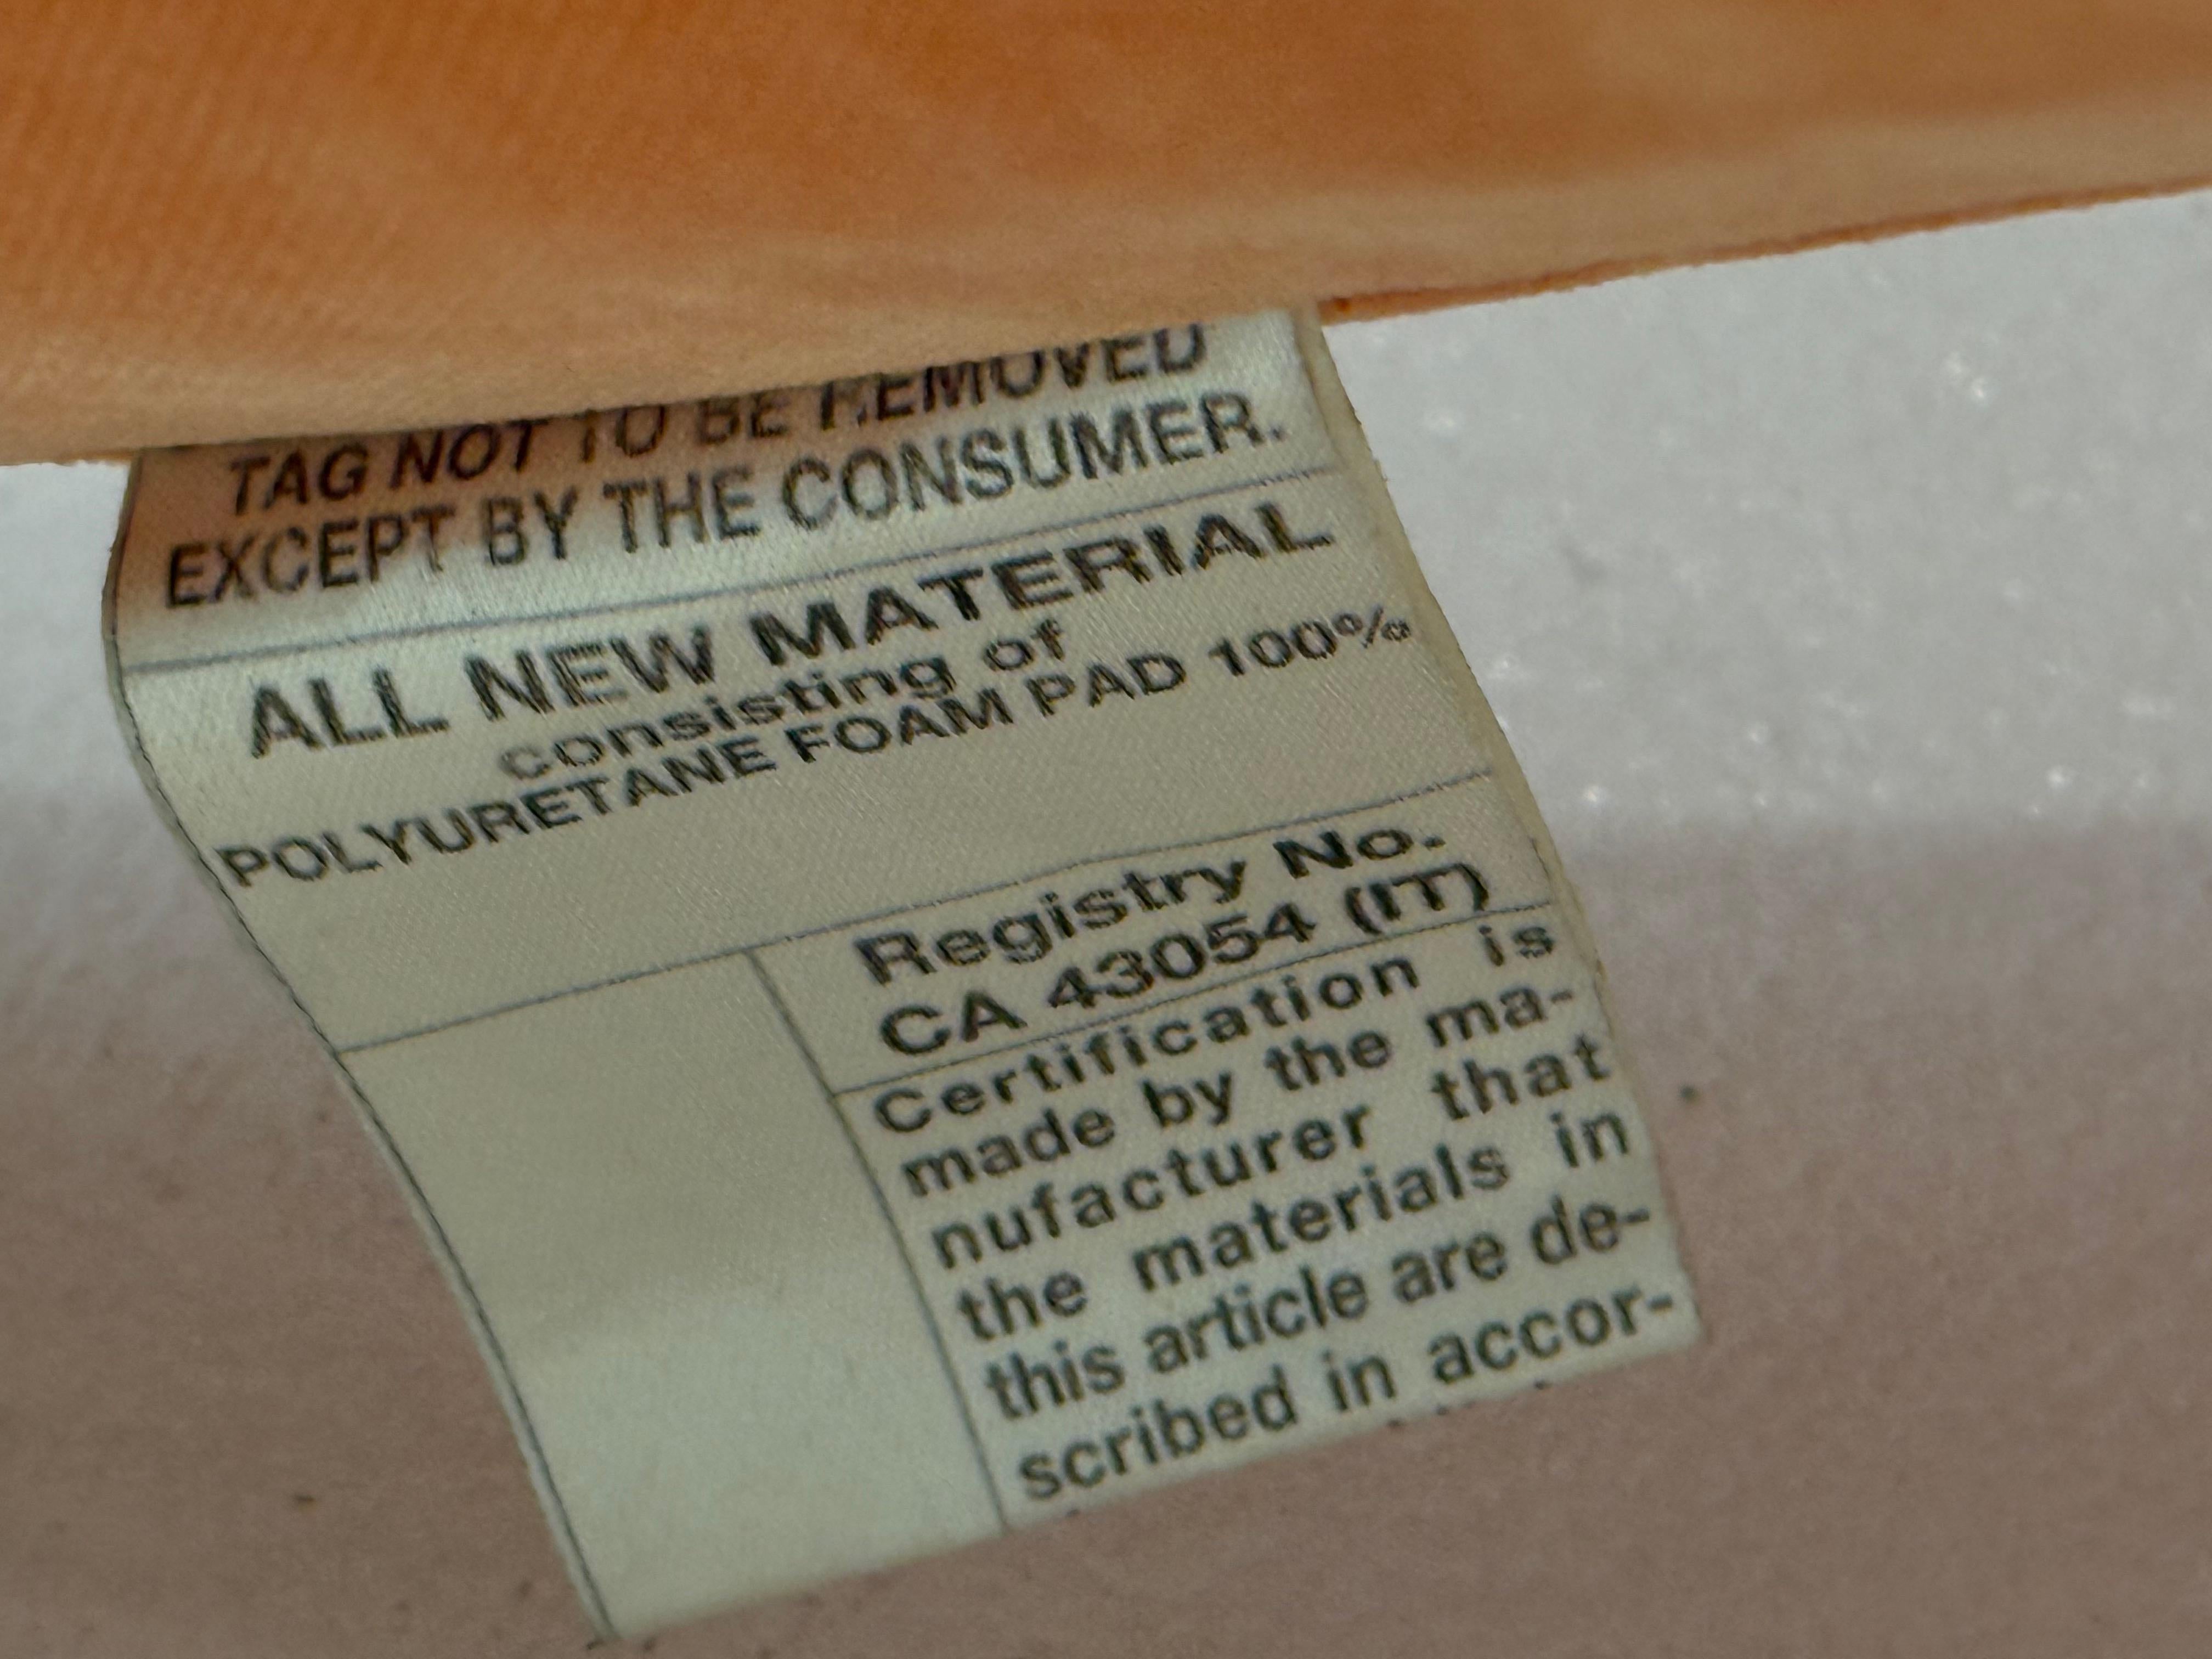 TAG NOT TO BE REMOVED
EXCEPT BY THE CONSUMER.
ALL NEW MATERIAL
consisting of
POLYURETANE FOAM PAD 100%
Registry No.
CA 43054 (IT)
Certification is
made by the ma-
nufacturer that
the materials in
this article are de-
scribed in accor-